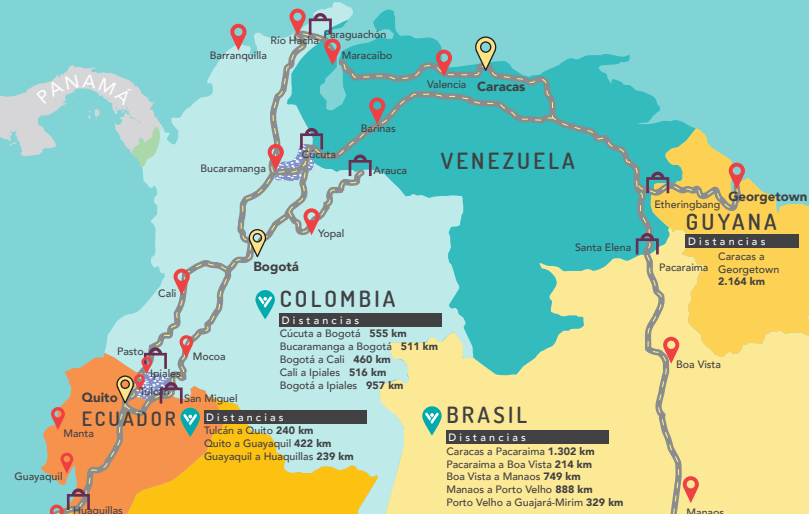 Río Hacha
Paraguachón
Barranquilla
Maracaibo
PANAMÁ
Valencia
Caracas
Barinas
Cúcuta
Bucaramanga
Arauca
VENEZUELA
Etheringbang
Georgetown
GUYANA
Distancias
Caracas a
Georgetown
2.164 km
Yopal
Santa Elena
Pacaraima
Bogotá
Cali
COLOMBIA
Distancias
Cúcuta a Bogotá 555 km
Bucaramanga a Bogotá 511 km
Bogotá a Cali 460 km
Cali a Ipiales 516 km
Bogotá a Ipiales 957 km
Pasto
Mocoa
Ipiales
Tulcán
Boa Vista
Quito
San Miguel
ECUADOR
Distancias
Tulcán a Quito 240 km
Quito a Guayaquil 422 km
Guayaquil a Huaquillas 239 km
BRASIL
Distancias
Caracas a Pacaraima 1.302 km
Pacaraima a Boa Vista 214 km
Boa Vista a Manaos 749 km
Manaos a Porto Velho 888 km
Porto Velho a Guajará-Mirim 329 km
Manta
Guayaquil
Huaquillas
Manaos